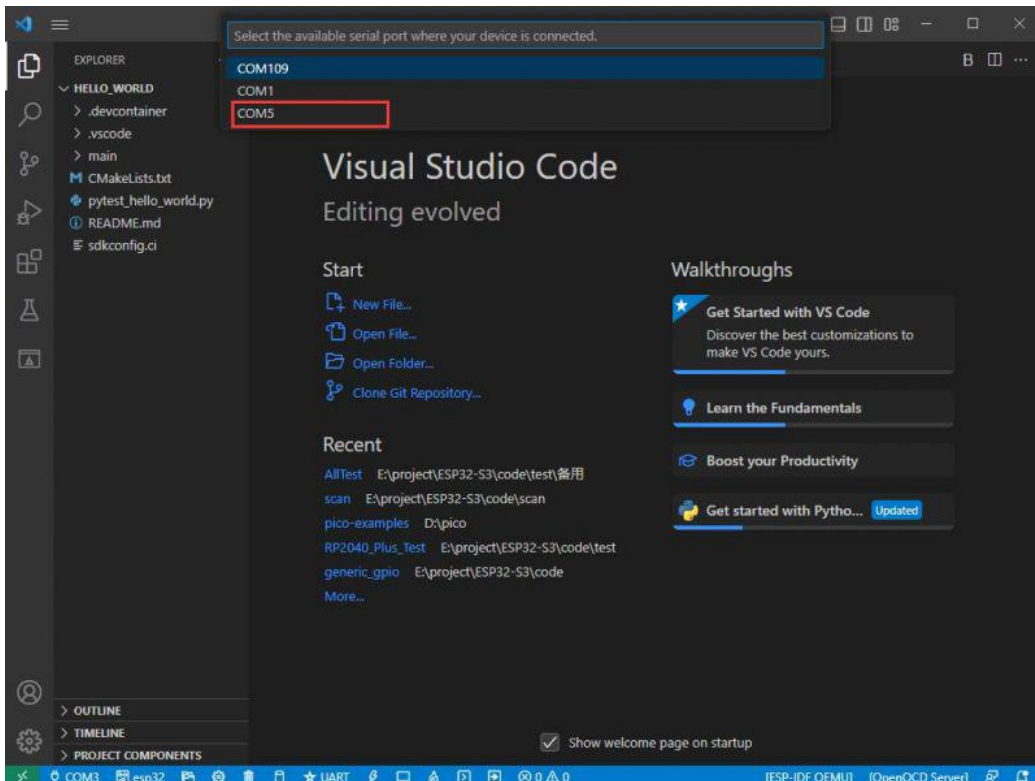 Select the available serial port where your device is connected.
COM109
COM1
COM5
EXPLORER
HELLO_WORLD
.devcontainer
.vscode
main
CMakeLists.txt
pytest_hello_world.py
README.md
sdkconfig.ci
Visual Studio Code
Editing evolved
Start
New File...
Open File...
Open Folder...
Clone Git Repository...
Recent
AllTest E:\project\ESP32-S3\code\test\备用
scan E:\project\ESP32-S3\code\scan
pico-examples D:\pico
RP2040_Plus_Test E:\project\ESP32-S3\code\test
generic_gpio E:\project\ESP32-S3\code
More...
Walkthroughs
Get Started with VS Code
Discover the best customizations to
make VS Code yours.
Learn the Fundamentals
Boost your Productivity
Get started with Pytho... Updated
OUTLINE
TIMELINE
PROJECT COMPONENTS
Show welcome page on startup
COM3 esp32 UART 0 0 [ESP-IDF QEMU] [OpenOCD Server]